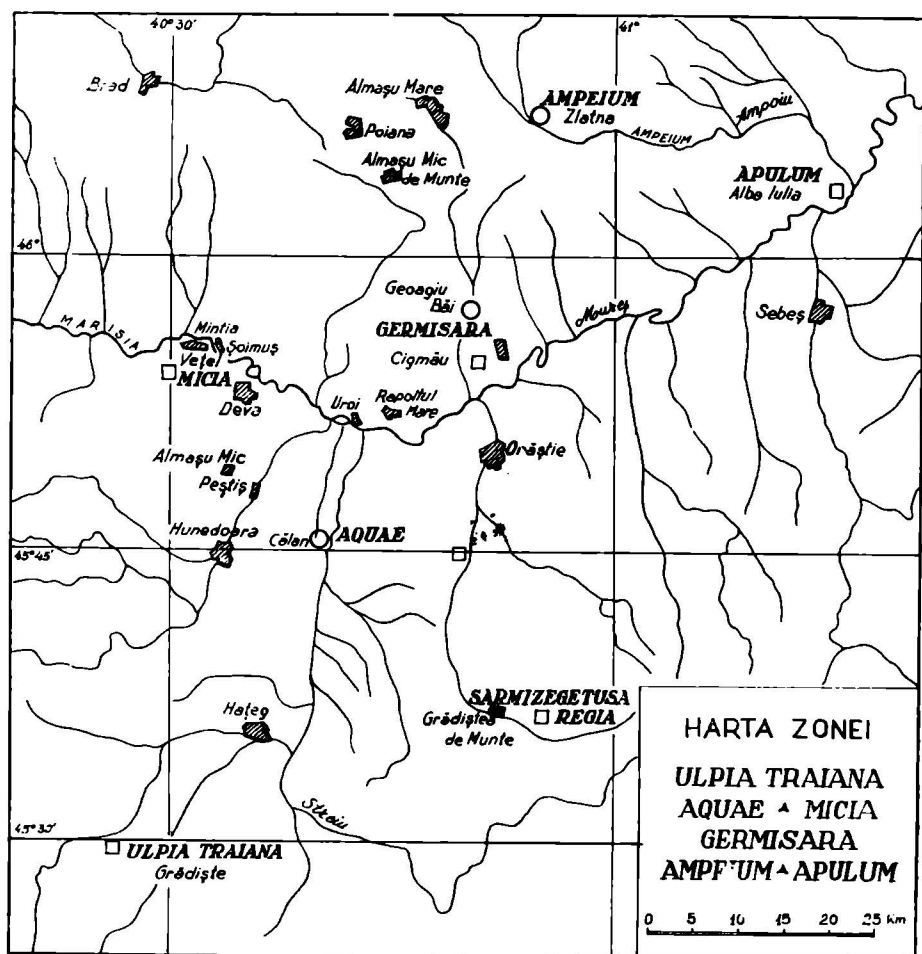 40°30'
41°
Brad
Almașu Mare
Poiana
AMPEIUM
Zlatna
AMPEIUM
Ampoiu
Almașu Mic
de Munte
APULUM
Alba Iulia
46°
Geoagiu
Băi
GERMISARA
Cigmău
Mureș
Sebeș
MARISIA
Mintia
Șoimuș
Vețel
MICIA
Deva
Uroi
Rapoltul
Mare
Orăștie
Almașu Mic
Peștiș
Hunedoara
Călan
AQUAE
45°45'
SARMIZEGETUSA
REGIA
Grădiștea
de Munte
Hațeg
Streiu
45°30'
ULPIA TRAIANA
Grădiște
HARTA ZONEI
ULPIA TRAIANA
AQUAE ▲ MICIA
GERMISARA
AMPEIUM ▲ APULUM
0 5 10 15 20 25 Km